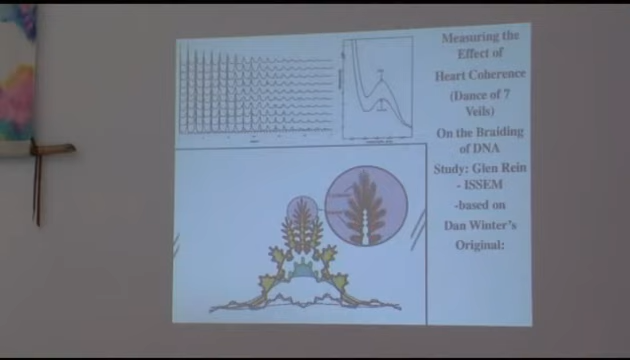 Measuring the
Effect of
Heart Coherence
(Dance of 7
Veils)
On the Braiding
of DNA
Study: Glen Rein
- ISSEM
-based on
Dan Winter's
Original: